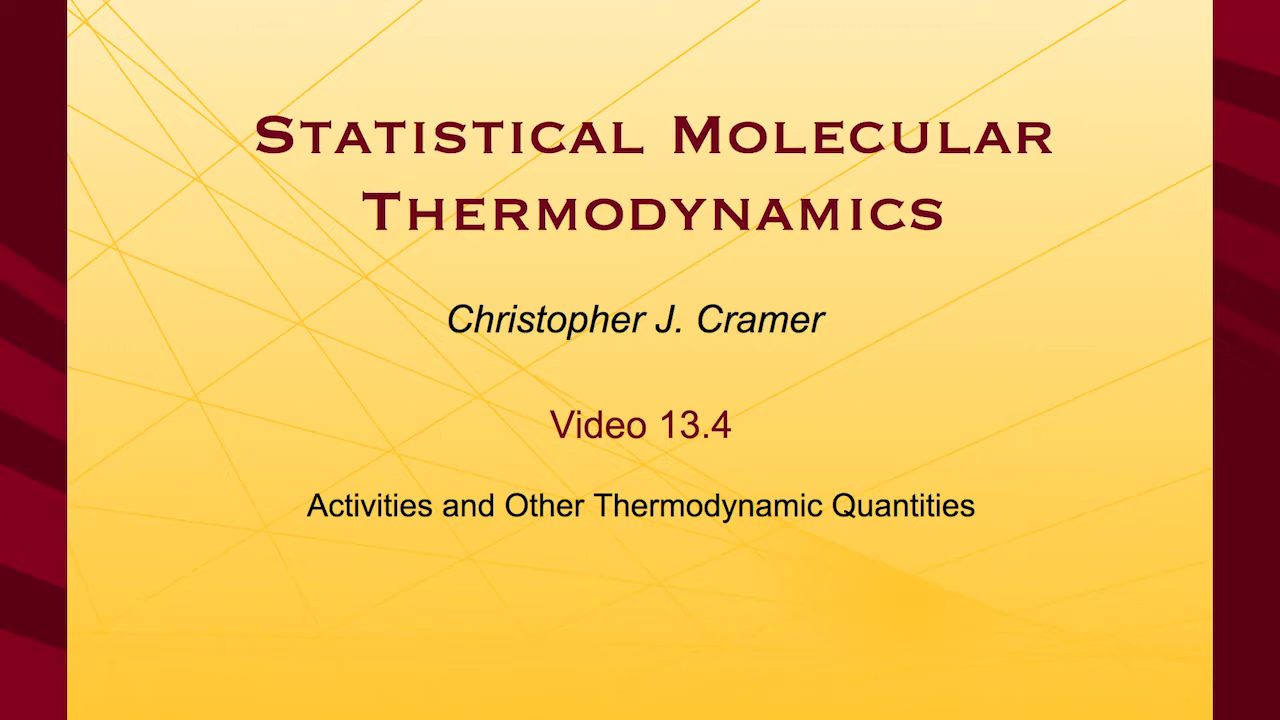 Statistical Molecular
Thermodynamics
Christopher J. Cramer
Video 13.4
Activities and Other Thermodynamic Quantities